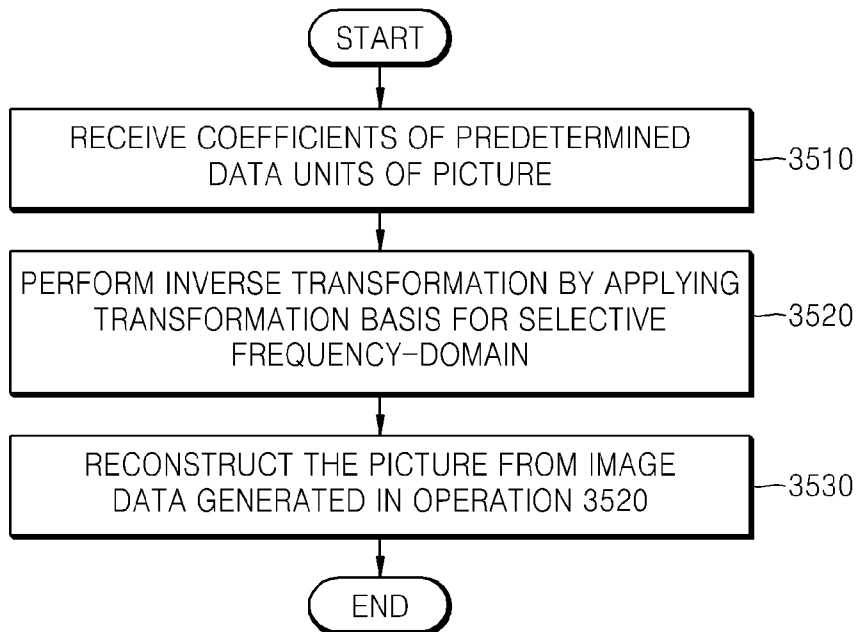 START
RECEIVE COEFFICIENTS OF PREDETERMINED
DATA UNITS OF PICTURE
3510
PERFORM INVERSE TRANSFORMATION BY APPLYING
TRANSFORMATION BASIS FOR SELECTIVE
FREQUENCY-DOMAIN
3520
RECONSTRUCT THE PICTURE FROM IMAGE
DATA GENERATED IN OPERATION 3520
3530
END